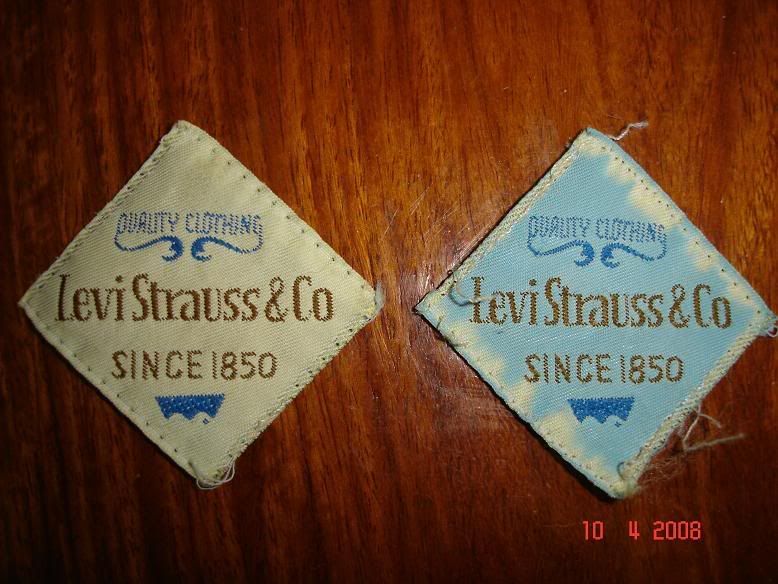 QUALITY CLOTHING
Levi Strauss & Co
SINCE 1850
QUALITY CLOTHING
Levi Strauss & Co
SINCE 1850
10 4 2008